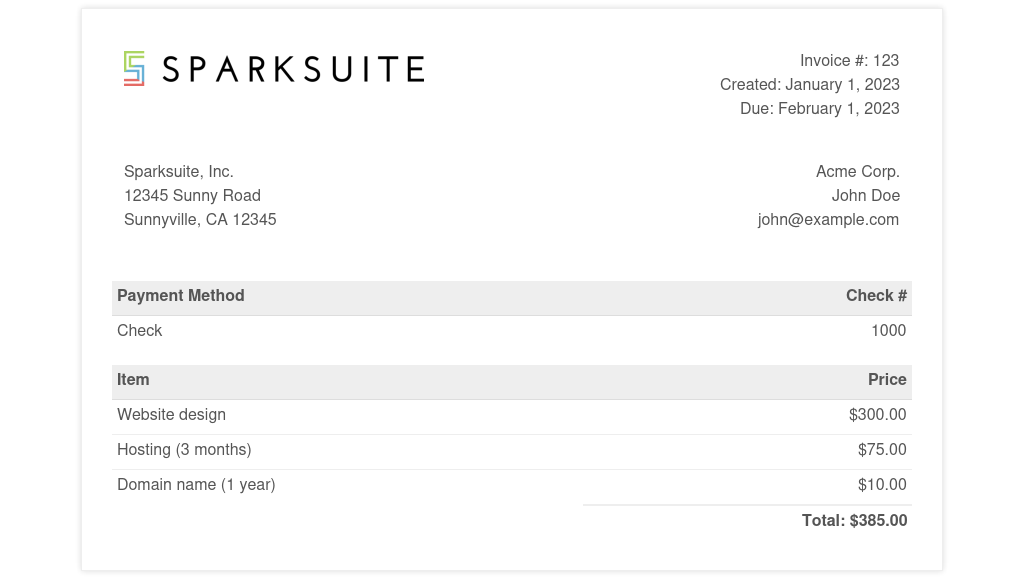 SPARKSUITE
Invoice #: 123
Created: January 1, 2023
Due: February 1, 2023
Sparksuite, Inc.
12345 Sunny Road
Sunnyville, CA 12345
Acme Corp.
John Doe
john@example.com
Payment Method Check #
Check 1000
Item Price
Website design $300.00
Hosting (3 months) $75.00
Domain name (1 year) $10.00
Total: $385.00